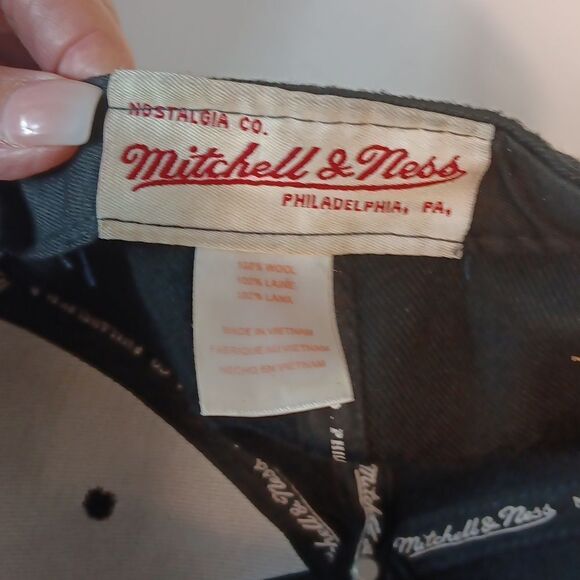 NOSTALGIA CO.
Mitchell & Ness
PHILADELPHIA, PA.
100% WOOL
100% LAINE
100% LANA
MADE IN VIETNAM
FABRIQUE AU VIETNAM
HECHO EN VIETNAM
Mitchell & Ness
Mitchell & Ness